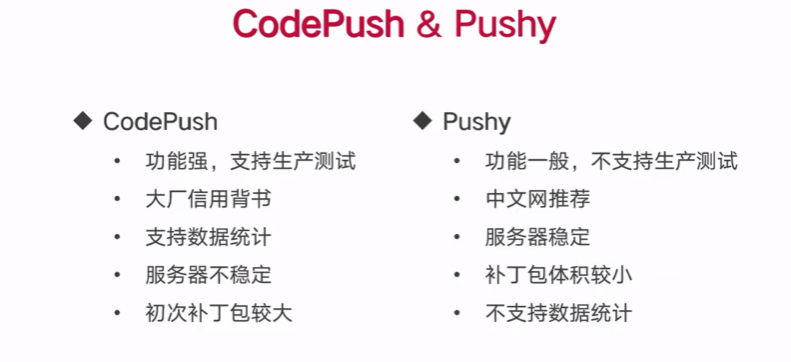 CodePush & Pushy
◆ CodePush
• 功能强，支持生产测试
• 大厂信用背书
• 支持数据统计
• 服务器不稳定
• 初次补丁包较大
◆ Pushy
• 功能一般，不支持生产测试
• 中文网推荐
• 服务器稳定
• 补丁包体积较小
• 不支持数据统计